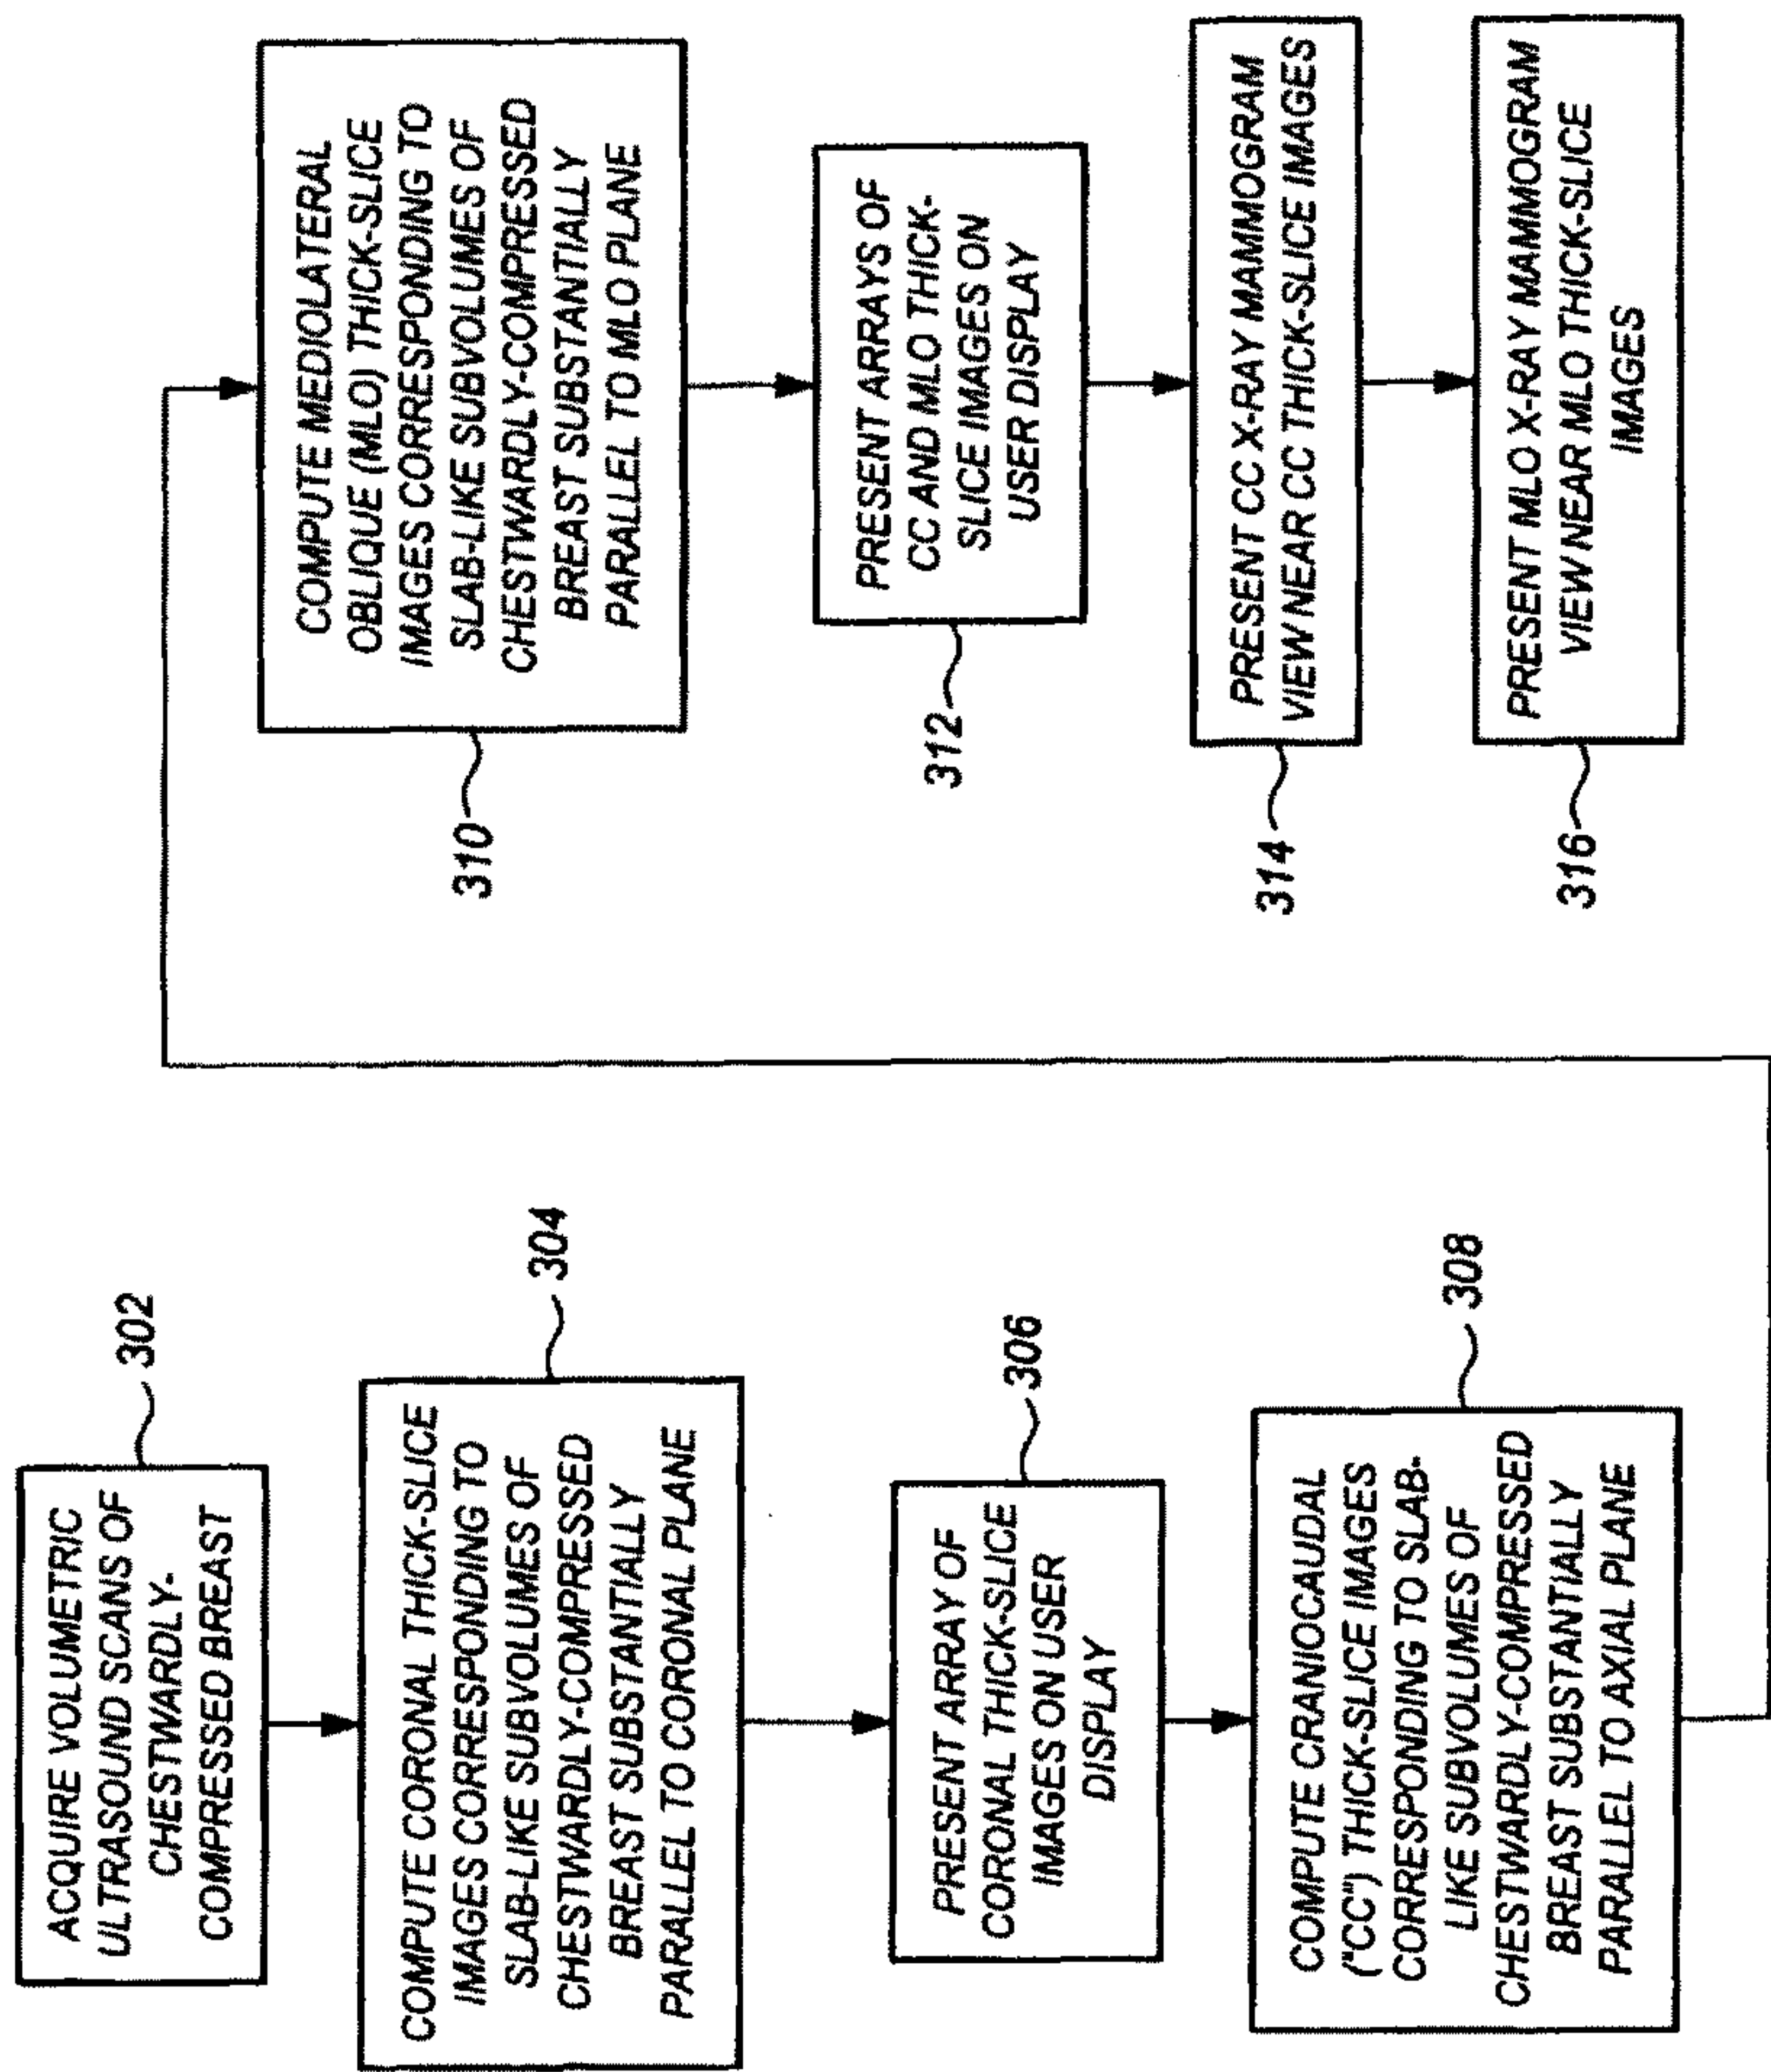 ACQUIRE VOLUMETRIC
ULTRASOUND SCANS OF
CHESTWARDLY-
COMPRESSED BREAST
302
COMPUTE CORONAL THICK-SLICE
IMAGES CORRESPONDING TO
SLAB-LIKE SUBVOLUMES OF
CHESTWARDLY-COMPRESSED
BREAST SUBSTANTIALLY
PARALLEL TO CORONAL PLANE
304
PRESENT ARRAY OF
CORONAL THICK-SLICE
IMAGES ON USER
DISPLAY
306
COMPUTE CRANIOCAUDAL
("CC") THICK-SLICE IMAGES
CORRESPONDING TO SLAB-
LIKE SUBVOLUMES OF
CHESTWARDLY-COMPRESSED
BREAST SUBSTANTIALLY
PARALLEL TO AXIAL PLANE
308
COMPUTE MEDIOLATERAL
OBLIQUE (MLO) THICK-SLICE
IMAGES CORRESPONDING TO
SLAB-LIKE SUBVOLUMES OF
CHESTWARDLY-COMPRESSED
BREAST SUBSTANTIALLY
PARALLEL TO MLO PLANE
310
PRESENT ARRAYS OF
CC AND MLO THICK-
SLICE IMAGES ON
USER DISPLAY
312
PRESENT CC X-RAY MAMMOGRAM
VIEW NEAR CC THICK-SLICE IMAGES
314
PRESENT MLO X-RAY MAMMOGRAM
VIEW NEAR MLO THICK-SLICE
IMAGES
316